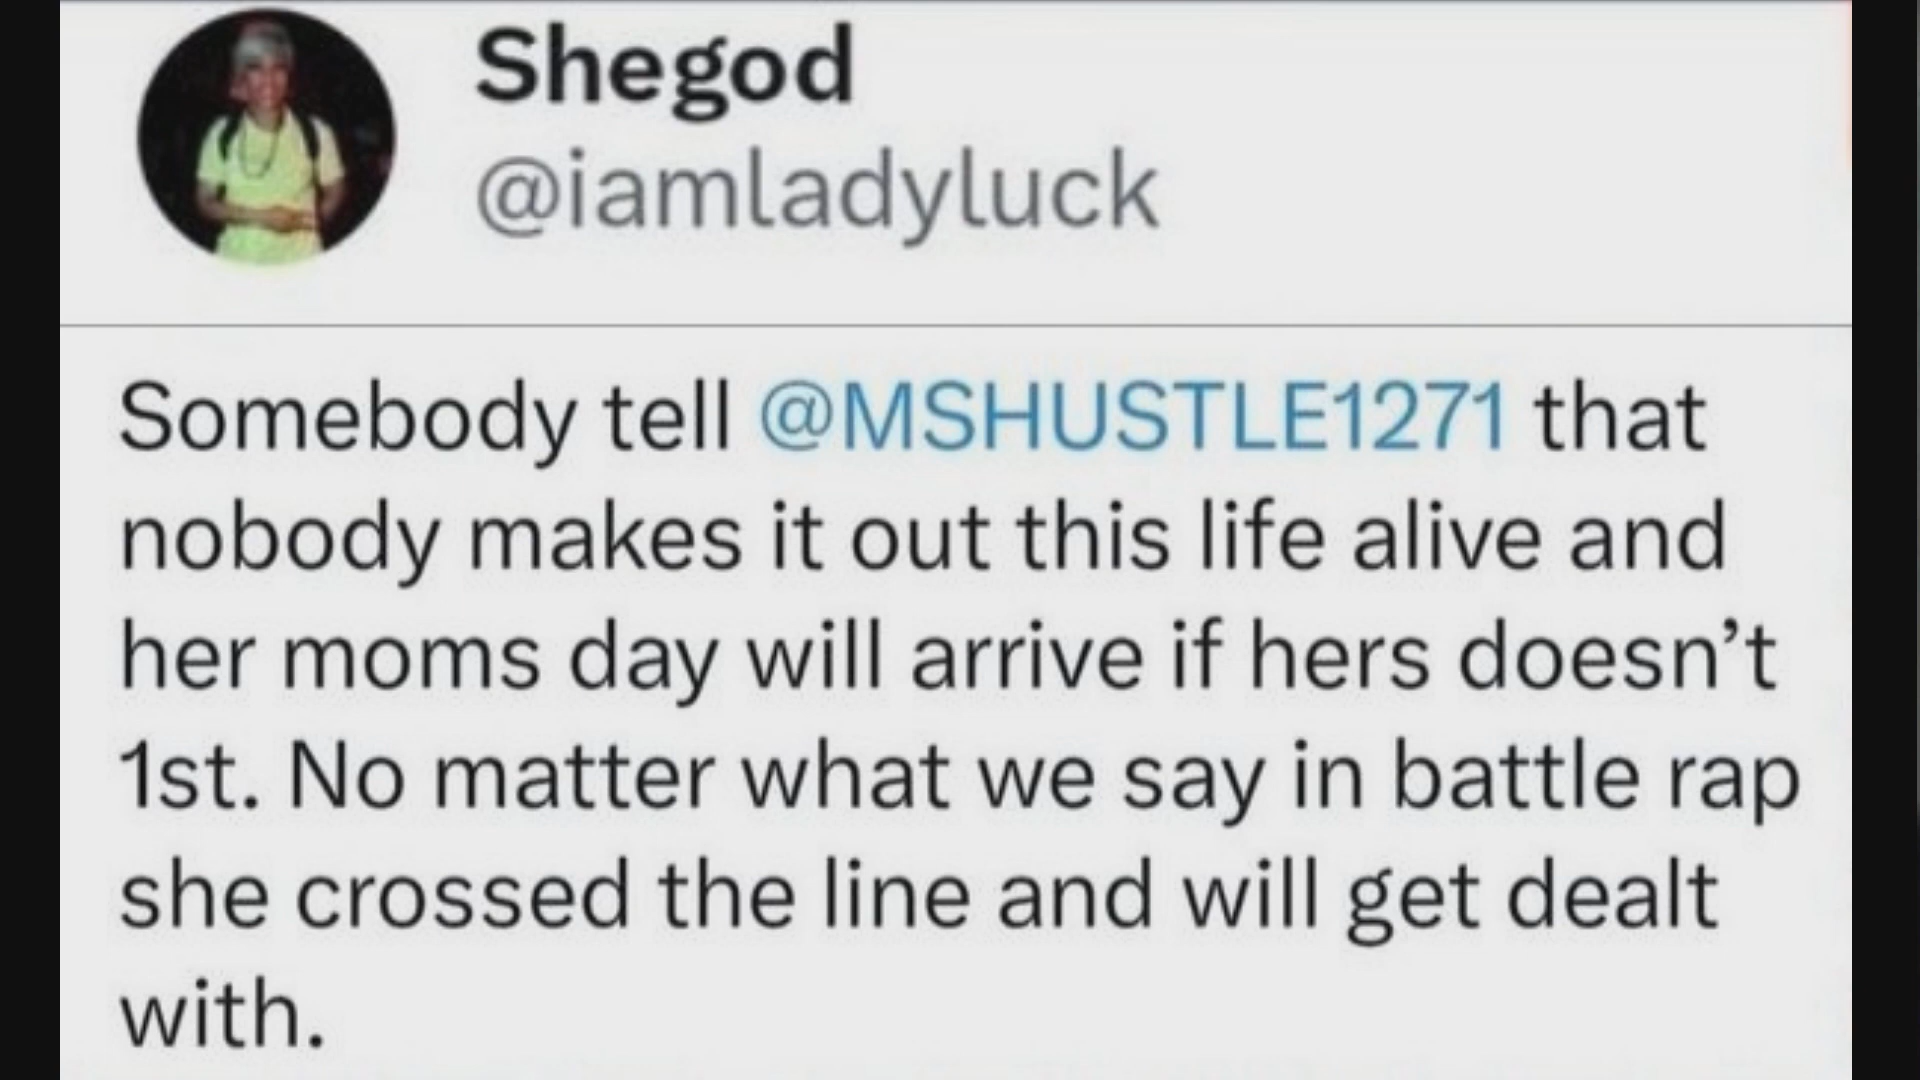 Shegod
@iamladyluck
Somebody tell @MSHUSTLE1271 that
nobody makes it out this life alive and
her moms day will arrive if hers doesn’t
1st. No matter what we say in battle rap
she crossed the line and will get dealt
with.